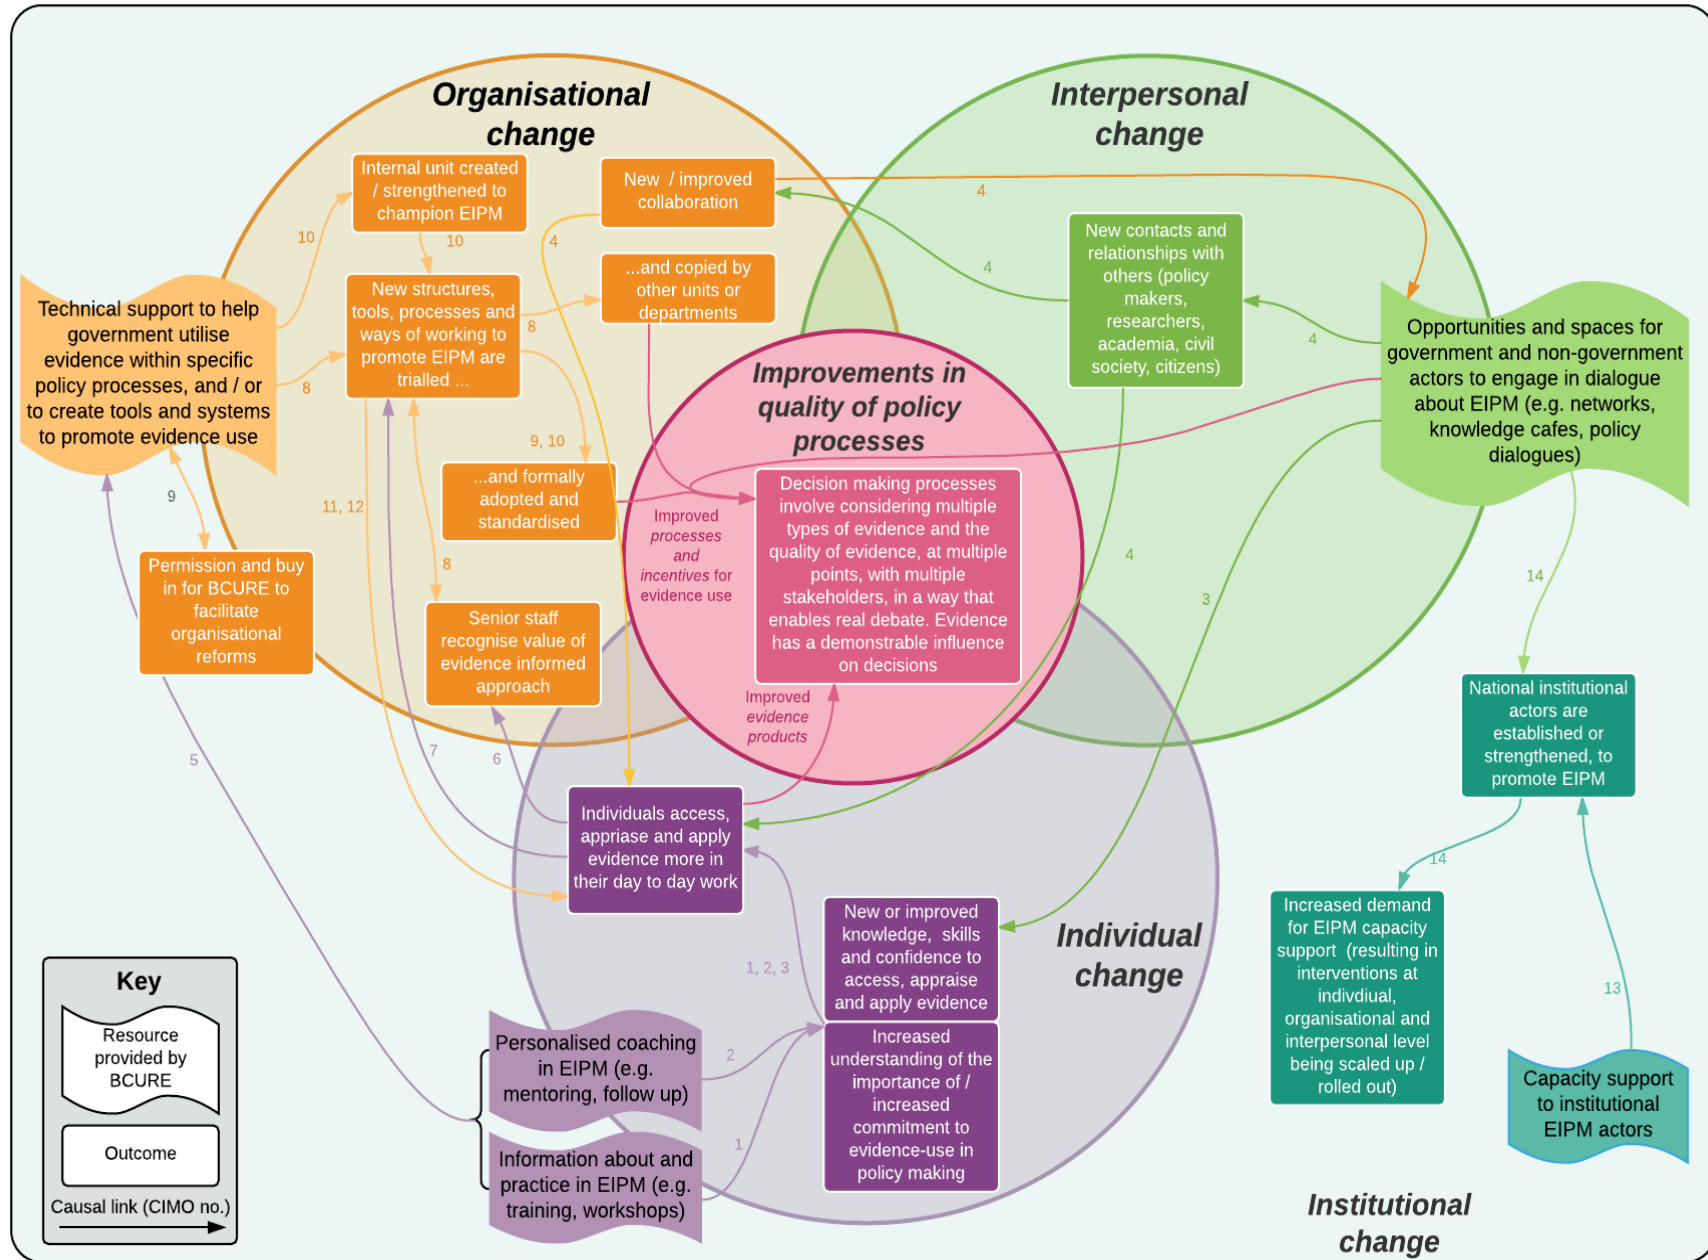 Organisational
change
Interpersonal
change
Internal unit created
/ strengthened to
champion EIPM
New  / improved
collaboration
4
10
10
4
4
New contacts and
relationships with
others (policy
makers,
researchers,
academia, civil
society, citizens)
...and copied by
other units or
departments
New structures,
tools, processes and
ways of working to
promote EIPM are
trialled ...
8
8
Technical support to help
government utilise
evidence within specific
policy processes, and / or
to create tools and systems
to promote evidence use
4
Opportunities and spaces for
government and non-government
actors to engage in dialogue
about EIPM (e.g. networks,
knowledge cafes, policy
dialogues)
Improvements in
quality of policy
processes
9, 10
...and formally
adopted and
standardised
9
11, 12
Improved
processes
and
incentives for
evidence use
Decision making processes
involve considering multiple
types of evidence and the
quality of evidence, at multiple
points, with multiple
stakeholders, in a way that
enables real debate. Evidence
has a demonstrable influence
on decisions
Permission and buy
in for BCURE to
facilitate
organisational
reforms
8
4
3
14
Senior staff
recognise value of
evidence informed
approach
Improved
evidence
products
National institutional
actors are
established or
strengthened, to
promote EIPM
5
7
6
Individuals access,
appriase and apply
evidence more in
their day to day work
14
Increased demand
for EIPM capacity
support  (resulting in
interventions at
indivdiual,
organisational and
interpersonal level
being scaled up /
rolled out)
13
1, 2, 3
New or improved
knowledge,  skills
and confidence to
access, appraise
and apply evidence
Individual
change
Increased
understanding of the
importance of /
increased
commitment to
evidence-use in
policy making
Personalised coaching
in EIPM (e.g.
mentoring, follow up)
2
1
Information about and
practice in EIPM (e.g.
training, workshops)
Capacity support
to institutional
EIPM actors
Institutional
change
Key
Resource
provided by
BCURE
Outcome
Causal link (CIMO no.)